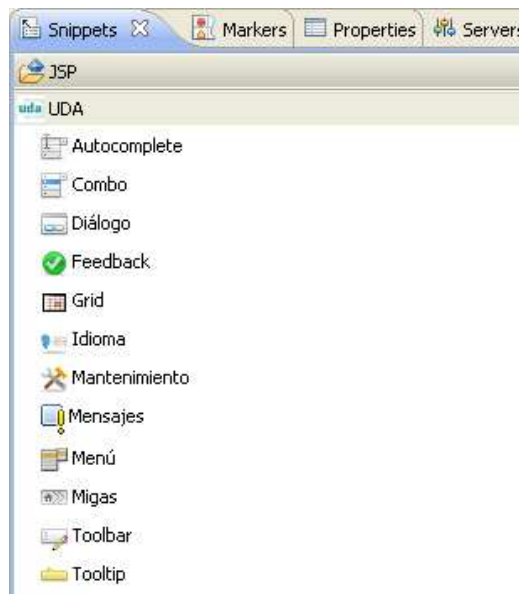 Snippets Markers Properties Servers
JSP
uda UDA
Autocomplete
Combo
Diálogo
Feedback
Grid
Idioma
Mantenimiento
Mensajes
Menú
Migas
Toolbar
Tooltip